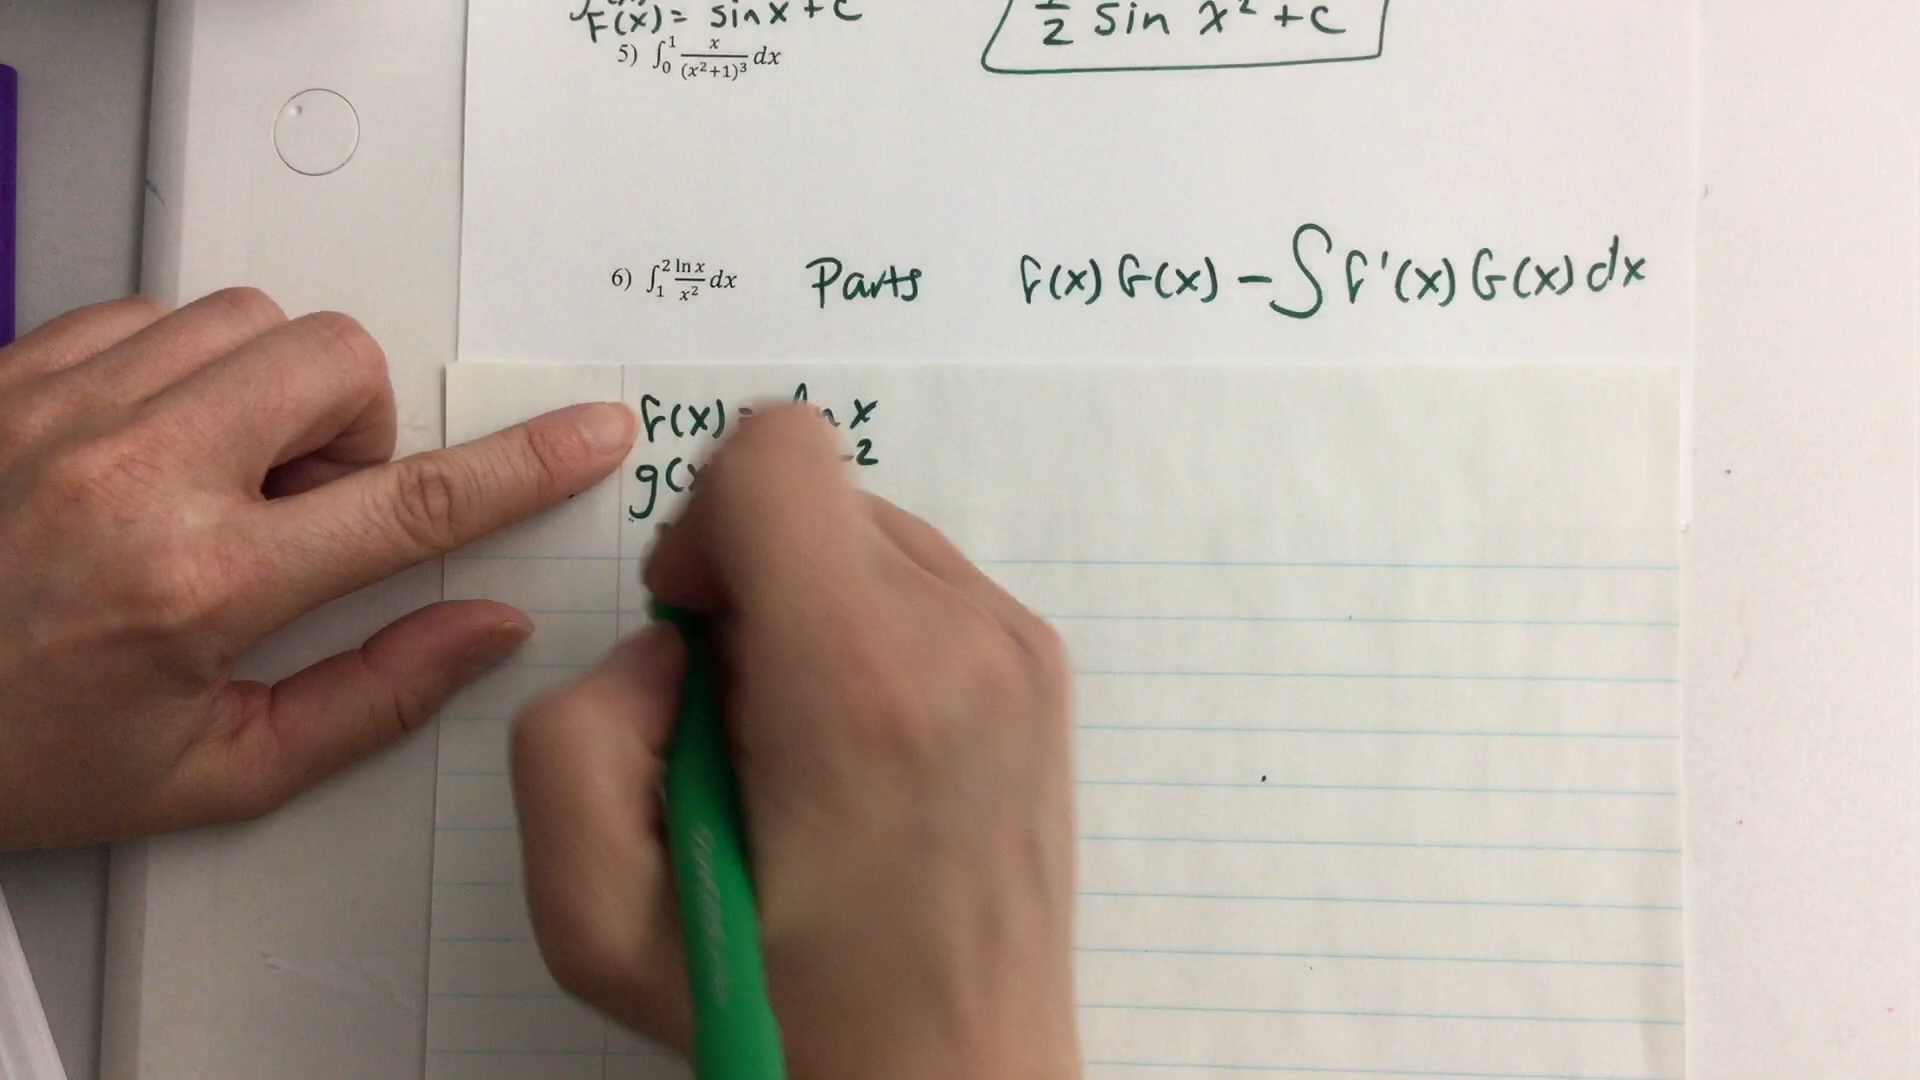 F(x) = sin x + C
1/2 sin x² + C
5) ∫₀¹ x/(x²+1)³ dx
6) ∫₁² ln x/x² dx Parts f(x) G(x) - ∫ f'(x) G(x) dx
f(x) = ln x
g(x -2